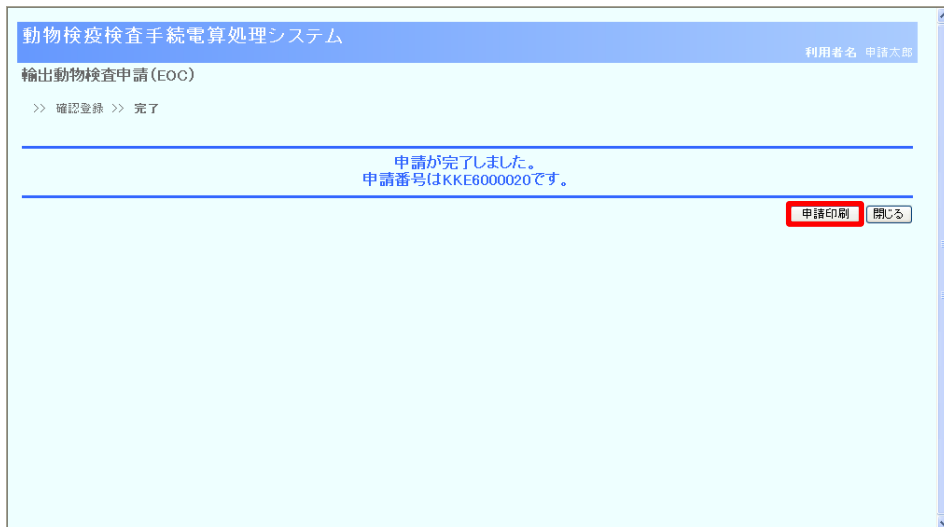 動物検疫検査手続電算処理システム
利用者名 申請太郎
輸出動物検査申請(EOC)
>> 確認登録 >> 完了
申請が完了しました。
申請番号はKKE6000020です。
申請印刷 閉じる